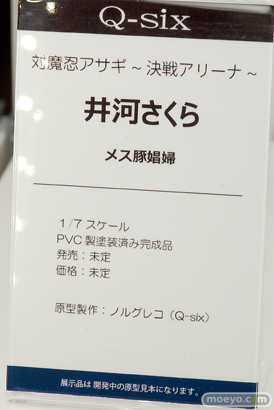 Q-six
対魔忍アサギ ~ 決戦アリーナ ~
井河さくら
メス豚娼婦
1/7 スケール
PVC 製塗装済み完成品
発売：未定
価格：未定
原型製作：ノルグレコ（Q-six）
展示品は 開発中の原型見本になります。
moeyo.com